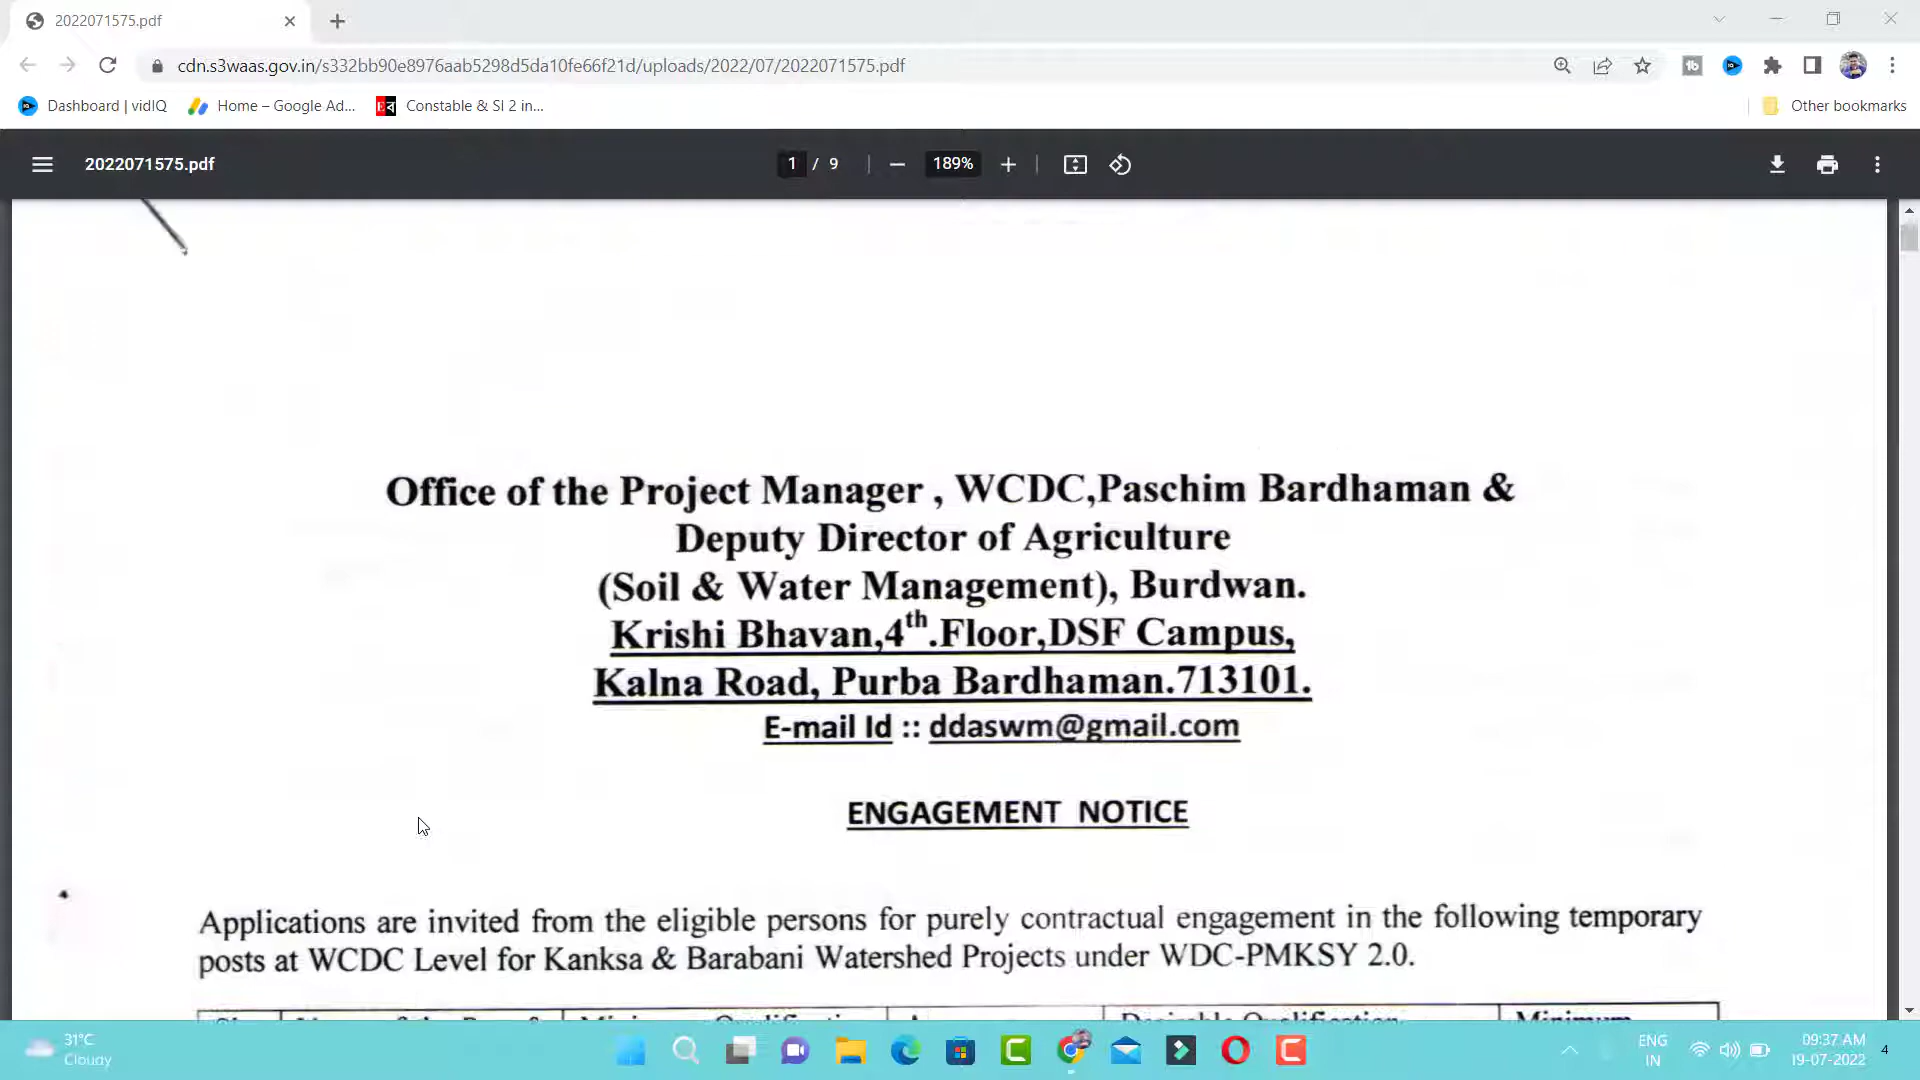 2022071575.pdf
cdn.s3waas.gov.in/s332bb90e8976aab5298d5da10fe66f21d/uploads/2022/07/2022071575.pdf
Dashboard | vidIQ
Home – Google Ad...
Constable & SI 2 in...
Other bookmarks
2022071575.pdf
1 / 9
189%
Office of the Project Manager , WCDC,Paschim Bardhaman &
Deputy Director of Agriculture
(Soil & Water Management), Burdwan.
Krishi Bhavan,4th.Floor,DSF Campus,
Kalna Road, Purba Bardhaman.713101.
E-mail Id :: ddaswm@gmail.com
ENGAGEMENT NOTICE
Applications are invited from the eligible persons for purely contractual engagement in the following temporary
posts at WCDC Level for Kanksa & Barabani Watershed Projects under WDC-PMKSY 2.0.
Desirable Qualification Minimum
31°C
Cloudy
ENG
IN
09:37 AM
19-07-2022
4